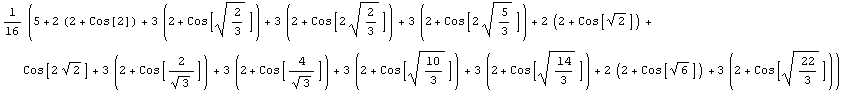 1/16 (5 + 2 (2 + Cos[2]) + 3 (2 + Cos[√(2/3)]) + 3 (2 + Cos[2 √(2/3)]) + 3 (2 + Cos[2 √(5/3)]) + 2 (2 + Cos[√2]) +
Cos[2 √2] + 3 (2 + Cos[2/√3]) + 3 (2 + Cos[4/√3]) + 3 (2 + Cos[√(10/3)]) + 3 (2 + Cos[√(14/3)]) + 2 (2 + Cos[√6]) + 3 (2 + Cos[√(22/3)]))